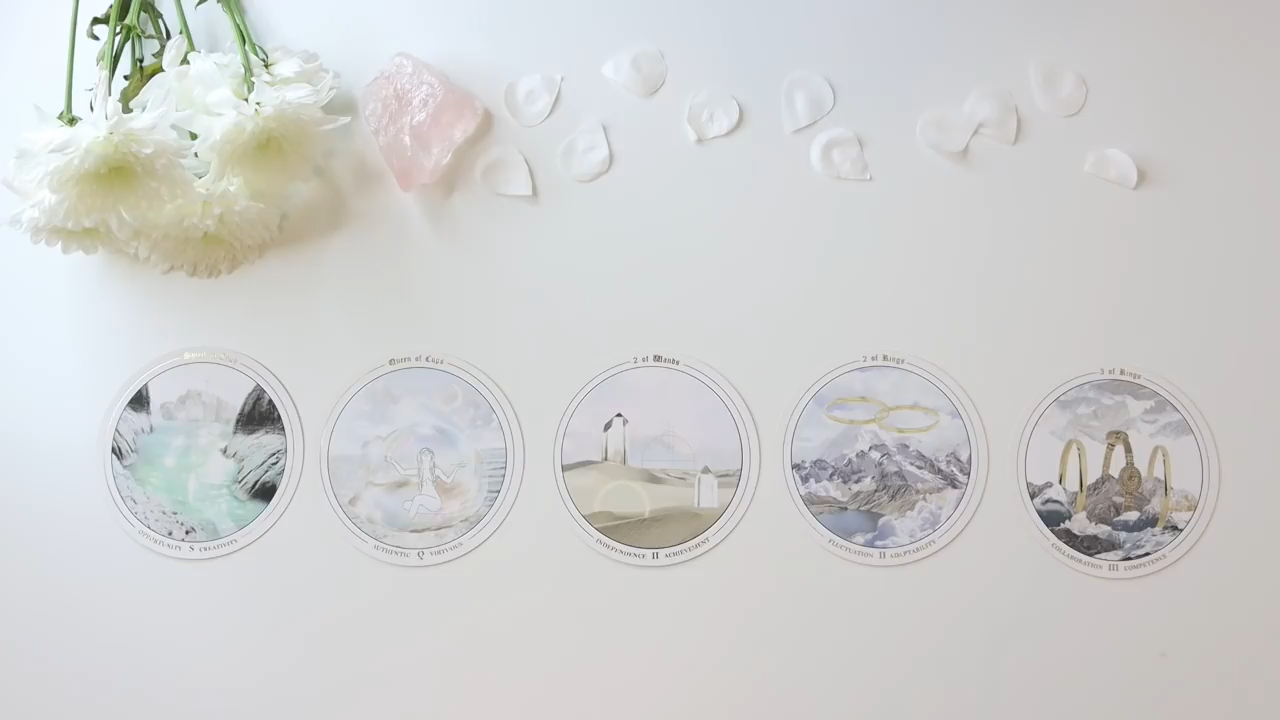 Queen of Cups
2 of Wands
2 of Rings
3 of Rings
OPPORTUNITY S CREATIVITY
AUTHENTIC Q VIRTUOUS
INDEPENDENCE II ACHIEVEMENT
FLUCTUATION II ADAPTABILITY
COLLABORATION III COMPETENCE